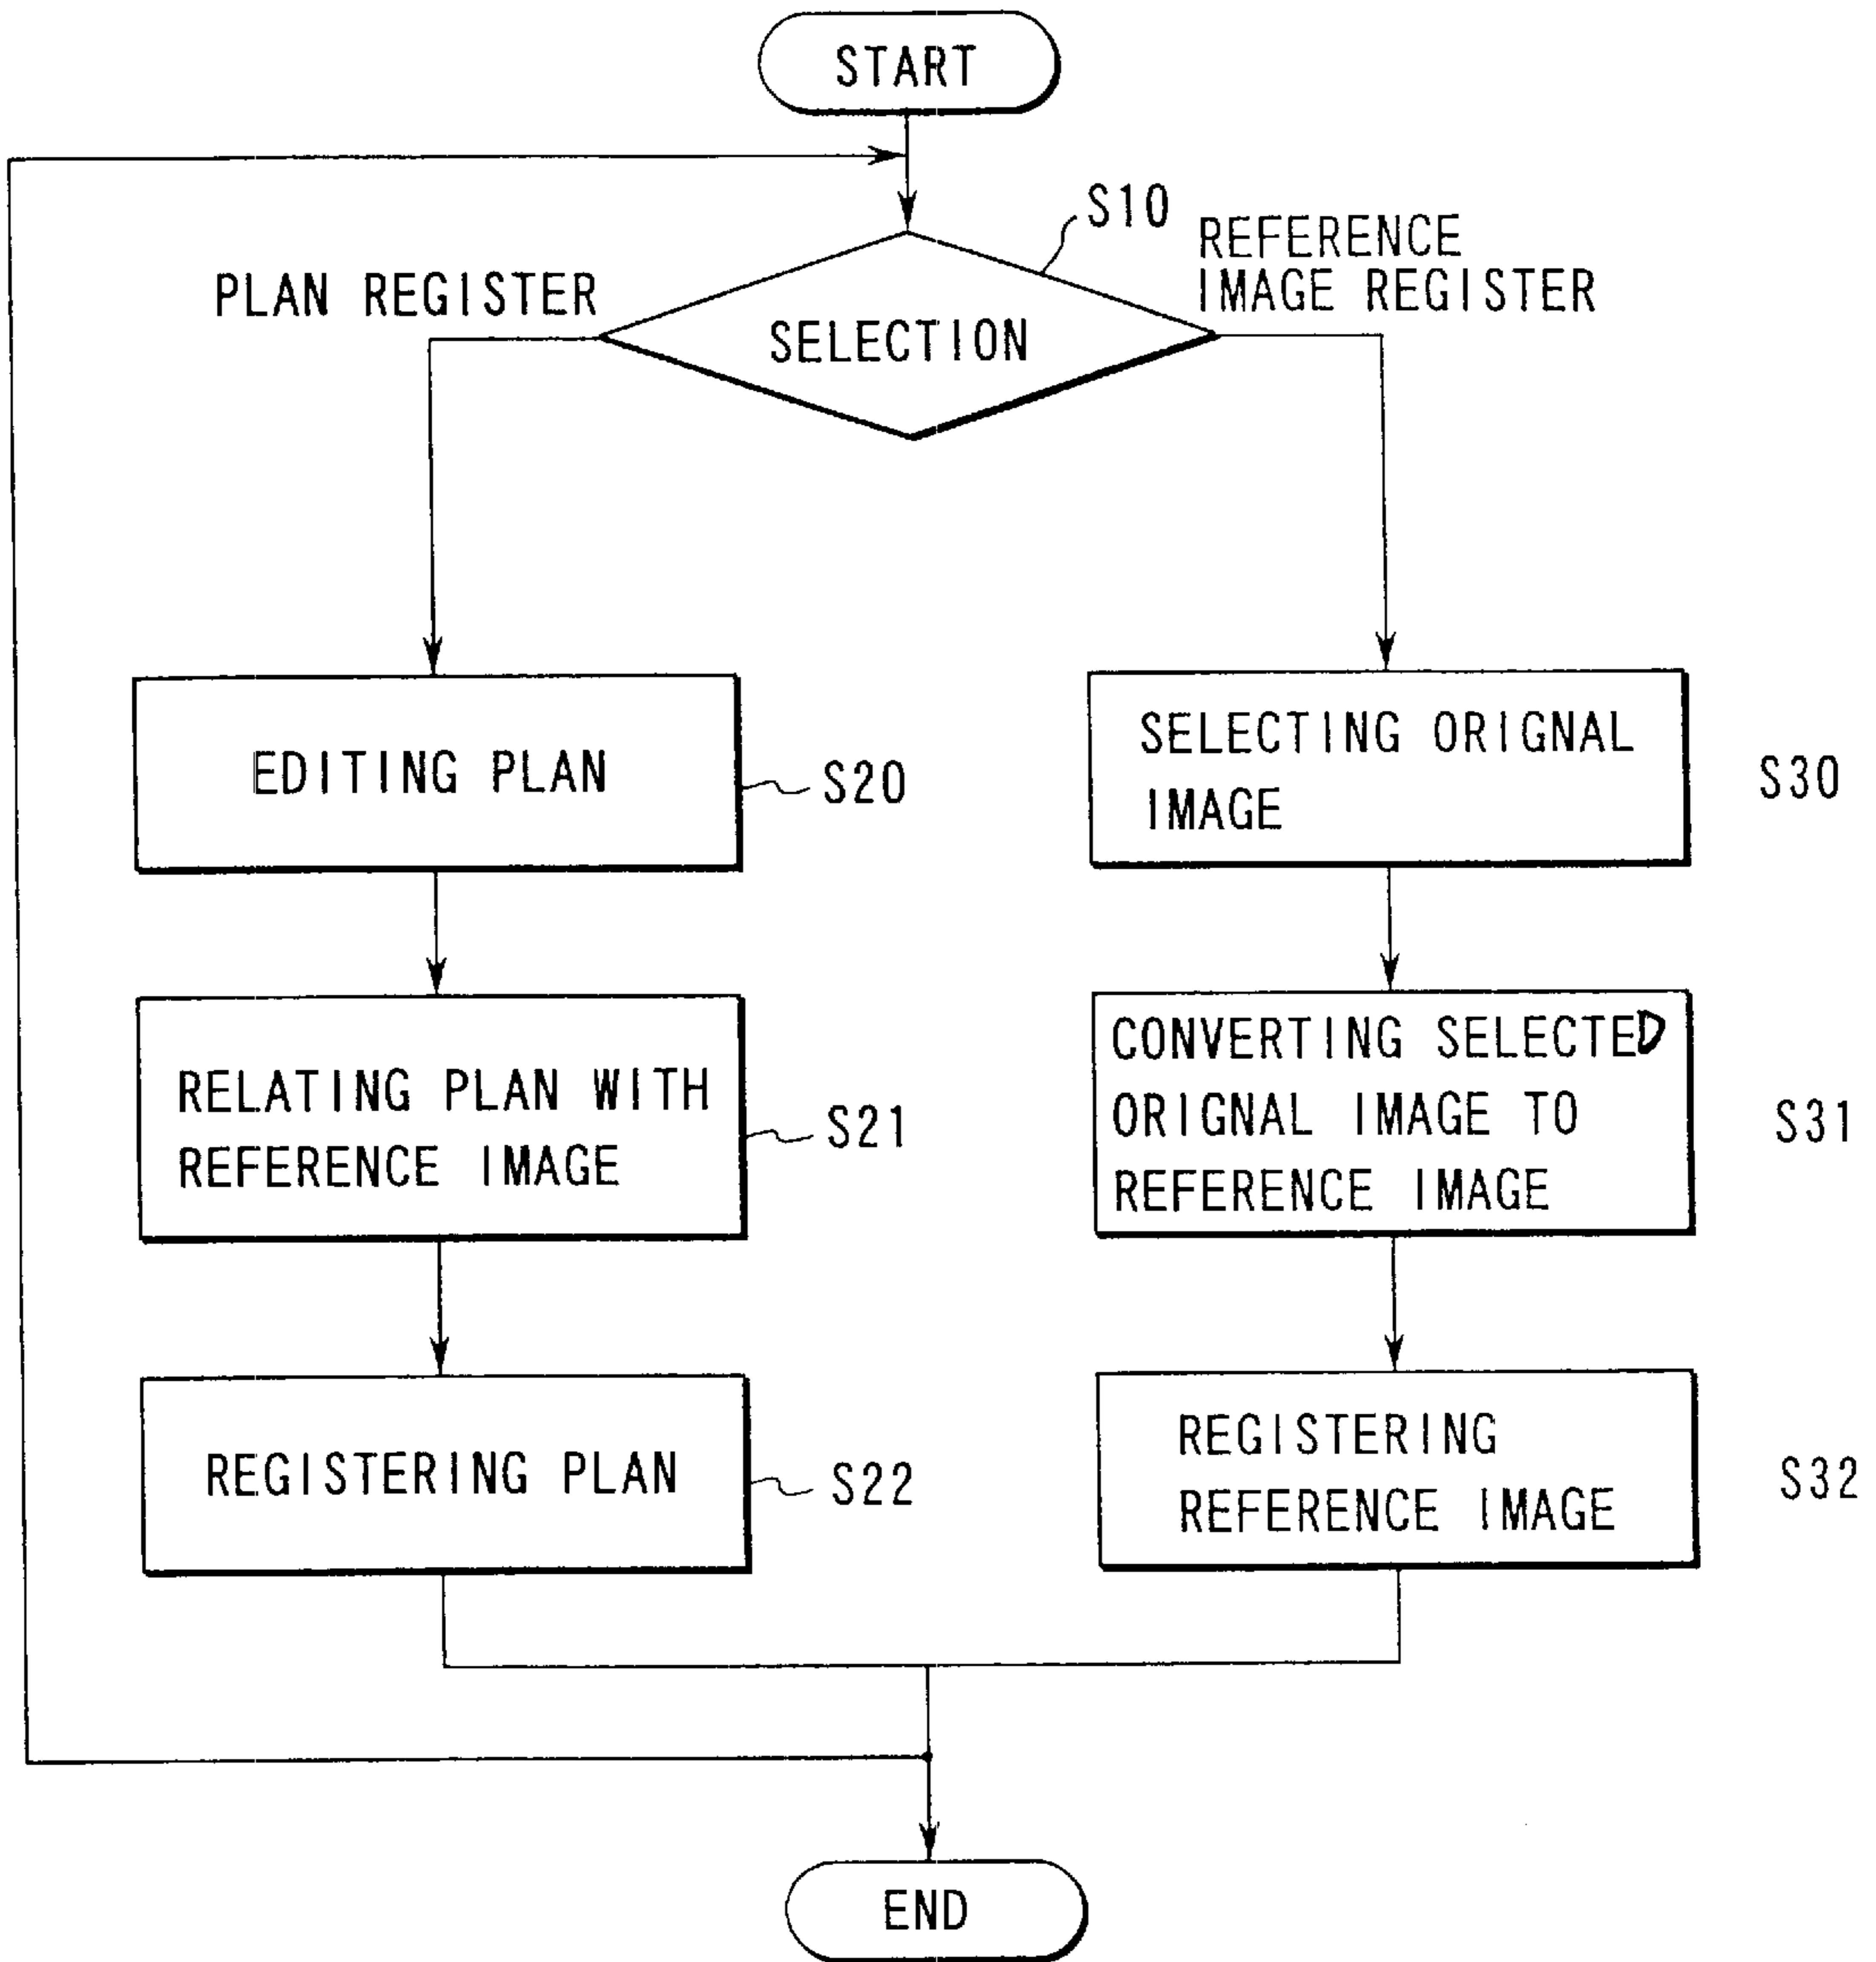 START
S10
PLAN REGISTER
REFERENCE
IMAGE REGISTER
SELECTION
EDITING PLAN
S20
RELATING PLAN WITH
REFERENCE IMAGE
S21
REGISTERING PLAN
S22
SELECTING ORIGNAL
IMAGE
S30
CONVERTING SELECTED
ORIGNAL IMAGE TO
REFERENCE IMAGE
S31
REGISTERING
REFERENCE IMAGE
S32
END